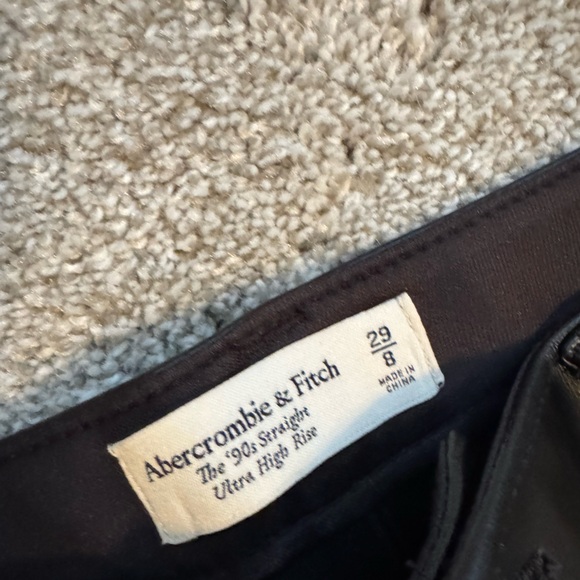 Abercrombie & Fitch
The '90s Straight
Ultra High Rise
29
8
MADE IN
CHINA